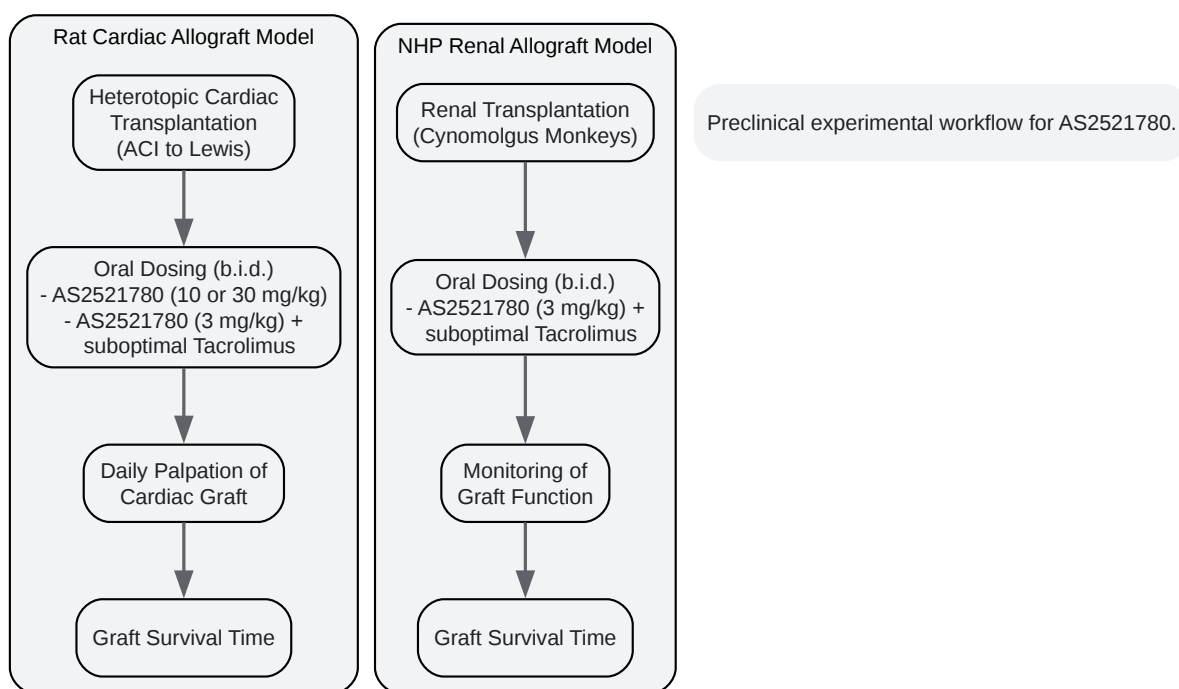 Rat Cardiac Allograft Model
Heterotopic Cardiac
Transplantation
(ACI to Lewis)
Oral Dosing (b.i.d.)
- AS2521780 (10 or 30 mg/kg)
- AS2521780 (3 mg/kg) +
suboptimal Tacrolimus
Daily Palpation of
Cardiac Graft
Graft Survival Time
NHP Renal Allograft Model
Renal Transplantation
(Cynomolgus Monkeys)
Oral Dosing (b.i.d.)
- AS2521780 (3 mg/kg) +
suboptimal Tacrolimus
Monitoring of
Graft Function
Graft Survival Time
Preclinical experimental workflow for AS2521780.